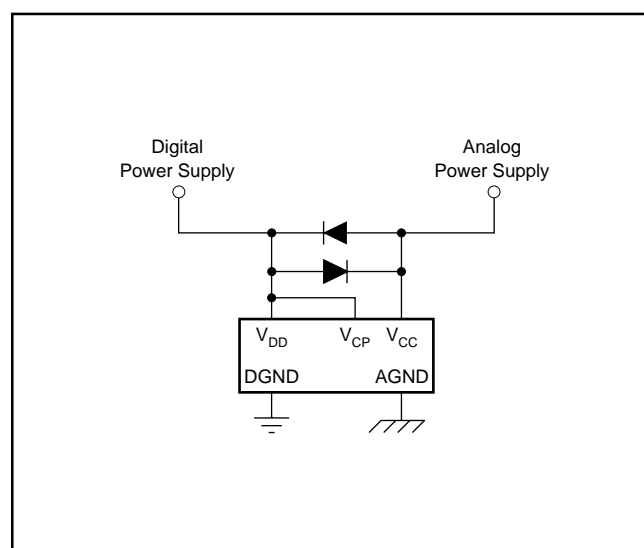 Digital
Power Supply
Analog
Power Supply
VDD VCP VCC
DGND AGND